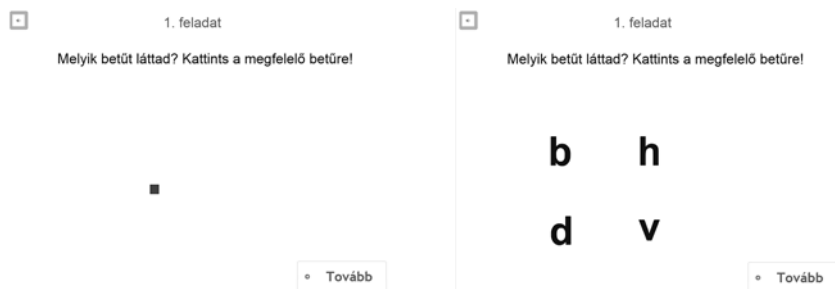 1. feladat
Melyik betűt láttad? Kattints a megfelelő betűre!
Tovább
1. feladat
Melyik betűt láttad? Kattints a megfelelő betűre!
b h
d v
Tovább